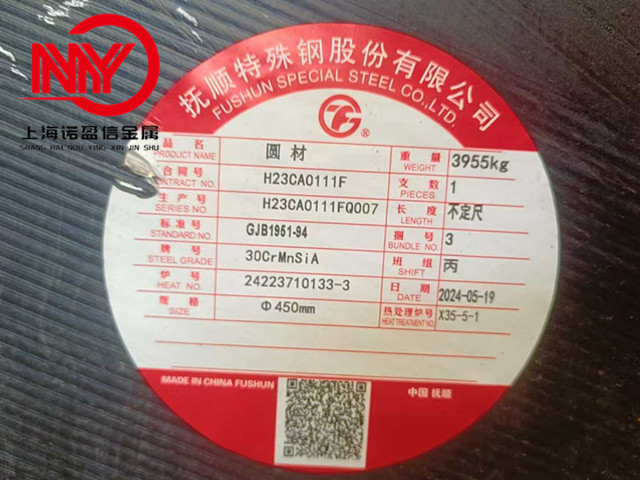 NY
上海诺盈信金属
SHANG HAI NUO YING XIN JIN SHU
抚顺特殊钢股份有限公司
FUSHUN SPECIAL STEEL CO.,LTD.
TG ®
品名 PRODUCT NAME 圆材 重量 WEIGHT 3955kg
合同号 CONTRACT. NO. H23CA0111F 支数 PIECES 1
生产号 SERIES NO. H23CA0111FQ007 长度 LENGTH 不定尺
标准号 STANDARD.NO. GJB1951-94 捆号 BUNDLE NO. 3
牌号 STEEL GRADE 30CrMnSiA 班组 SHIFT 丙
炉号 HEAT NO. 24223710133-3 日期 DATE 2024-05-19
规格 SIZE Φ450mm 热处理炉号 HEAT TREATMENT NO X35-5-1
MADE IN CHINA FUSHUN
中国 抚顺